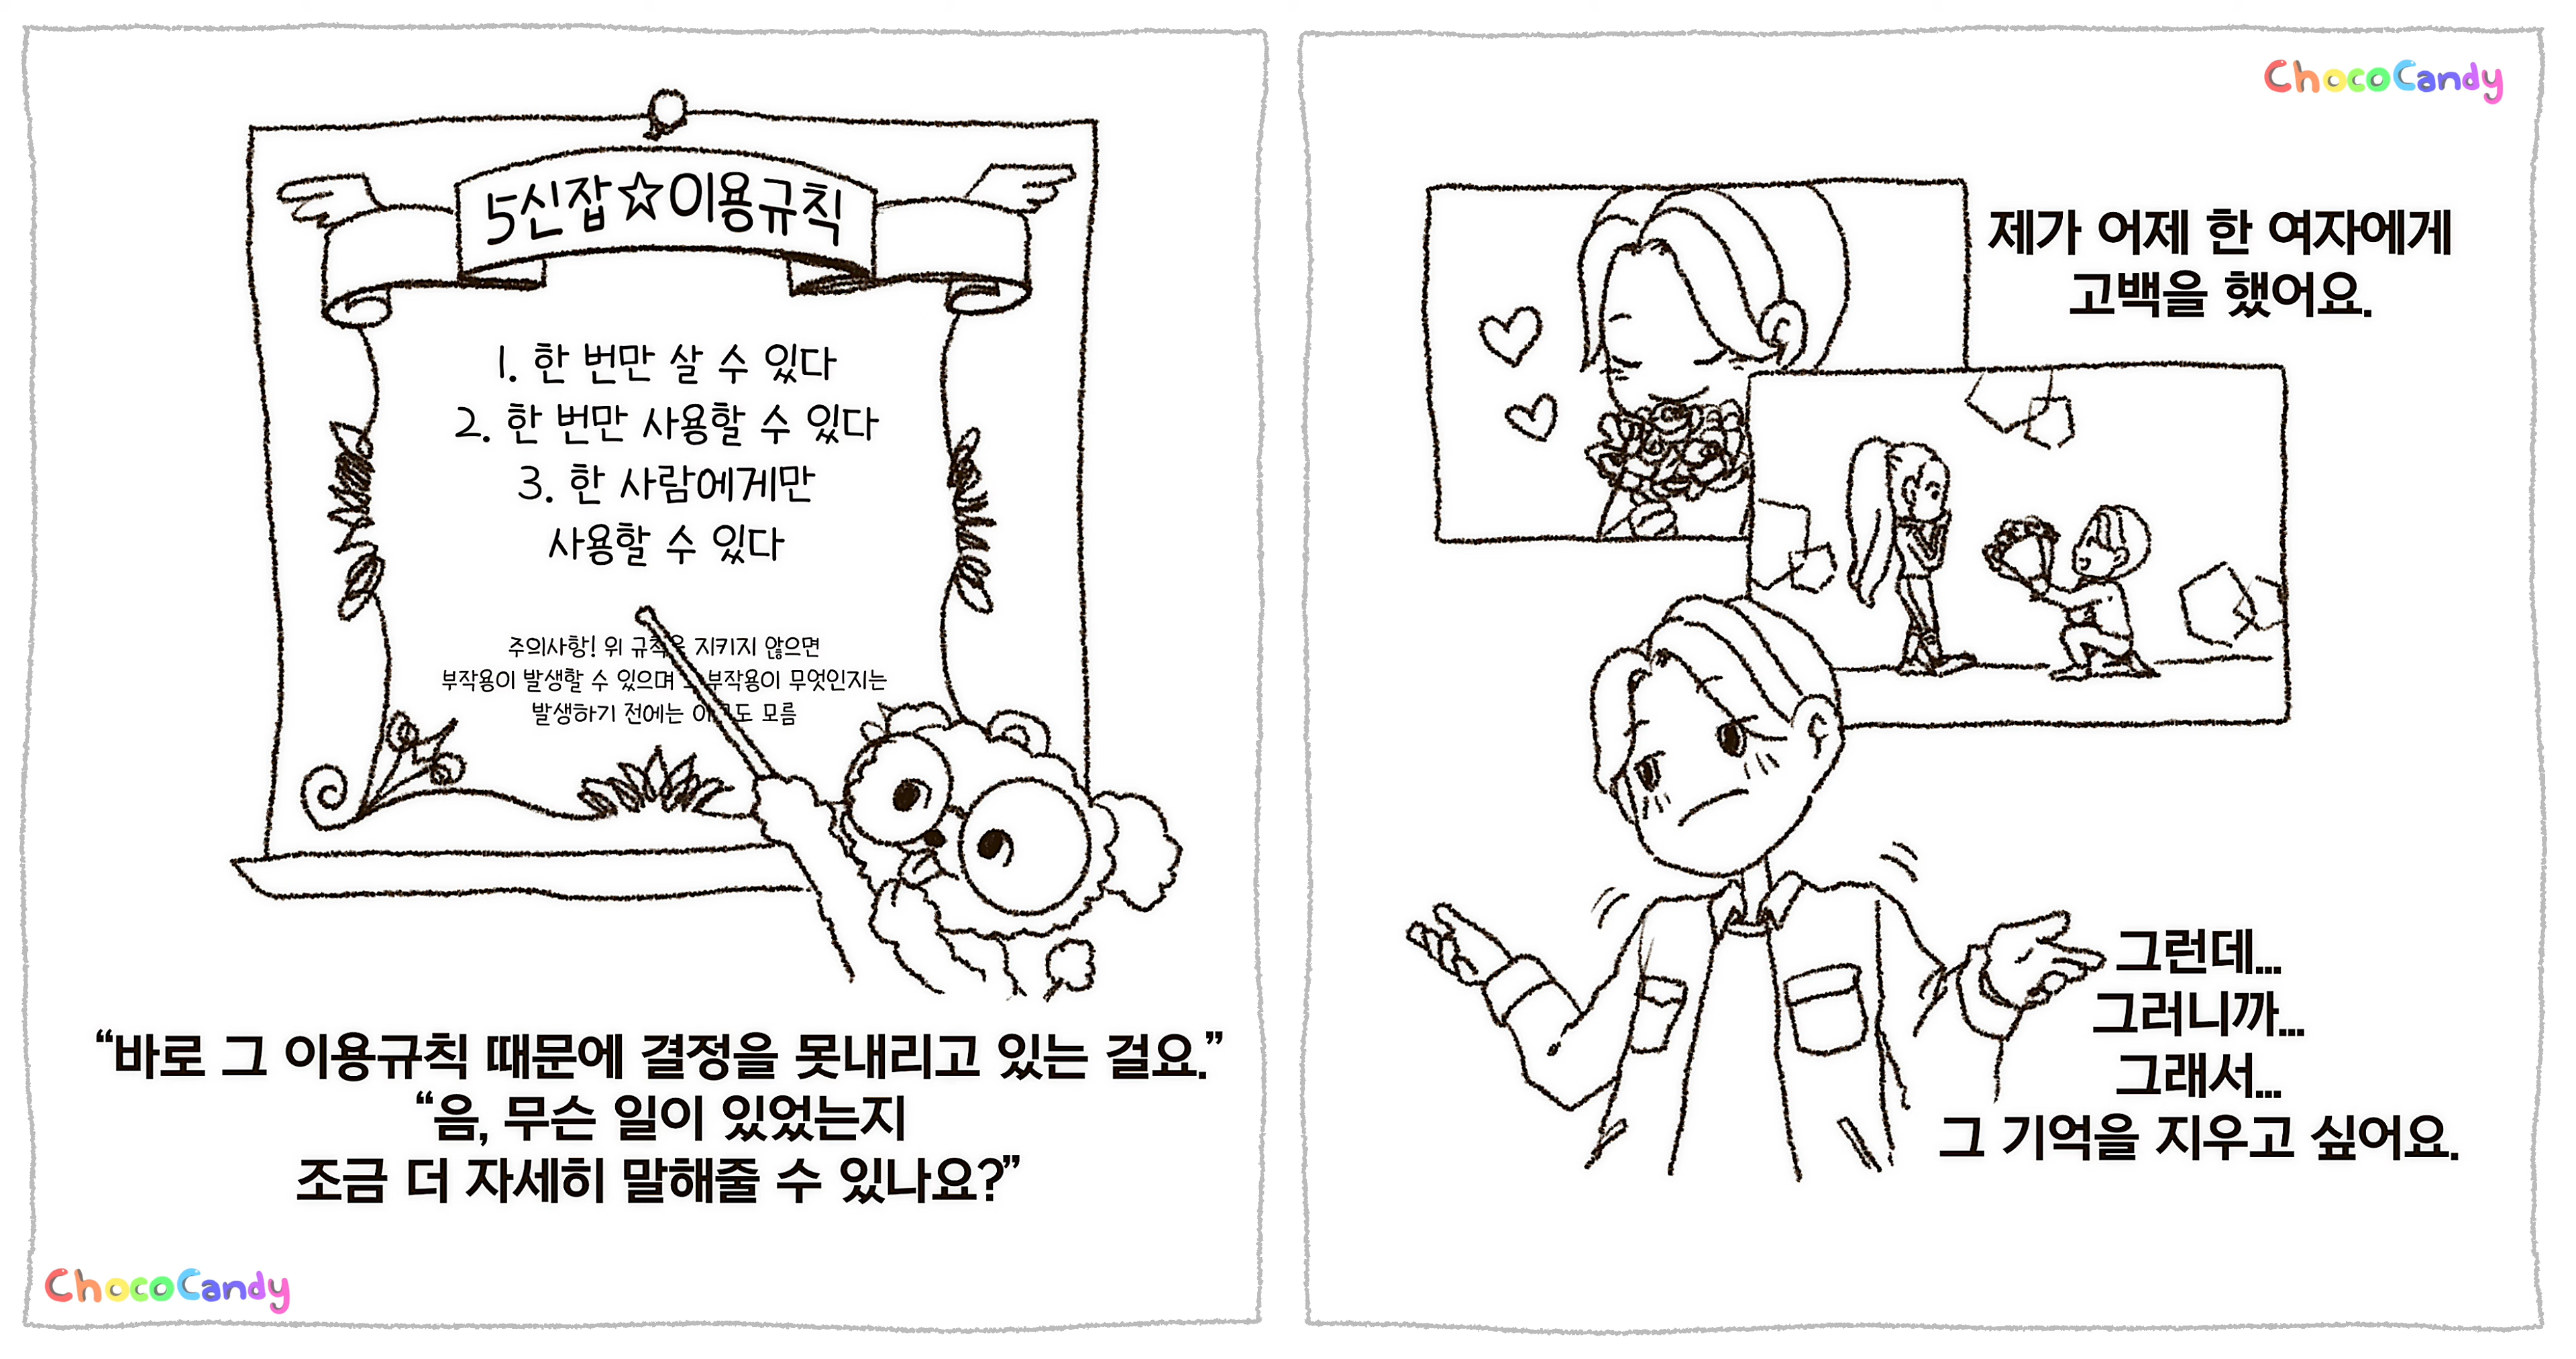 5신잡☆이용규칙
1. 한 번만 살 수 있다
2. 한 번만 사용할 수 있다
3. 한 사람에게만
사용할 수 있다
주의사항! 위 규칙을 지키지 않으면
부작용이 발생할 수 있으며 부작용이 무엇인지는
발생하기 전에는 아무도 모름
“바로 그 이용규칙 때문에 결정을 못내리고 있는 걸요.”
“음, 무슨 일이 있었는지
조금 더 자세히 말해줄 수 있나요?”
ChocoCandy
ChocoCandy
제가 어제 한 여자에게
고백을 했어요.
그런데...
그러니까...
그래서...
그 기억을 지우고 싶어요.